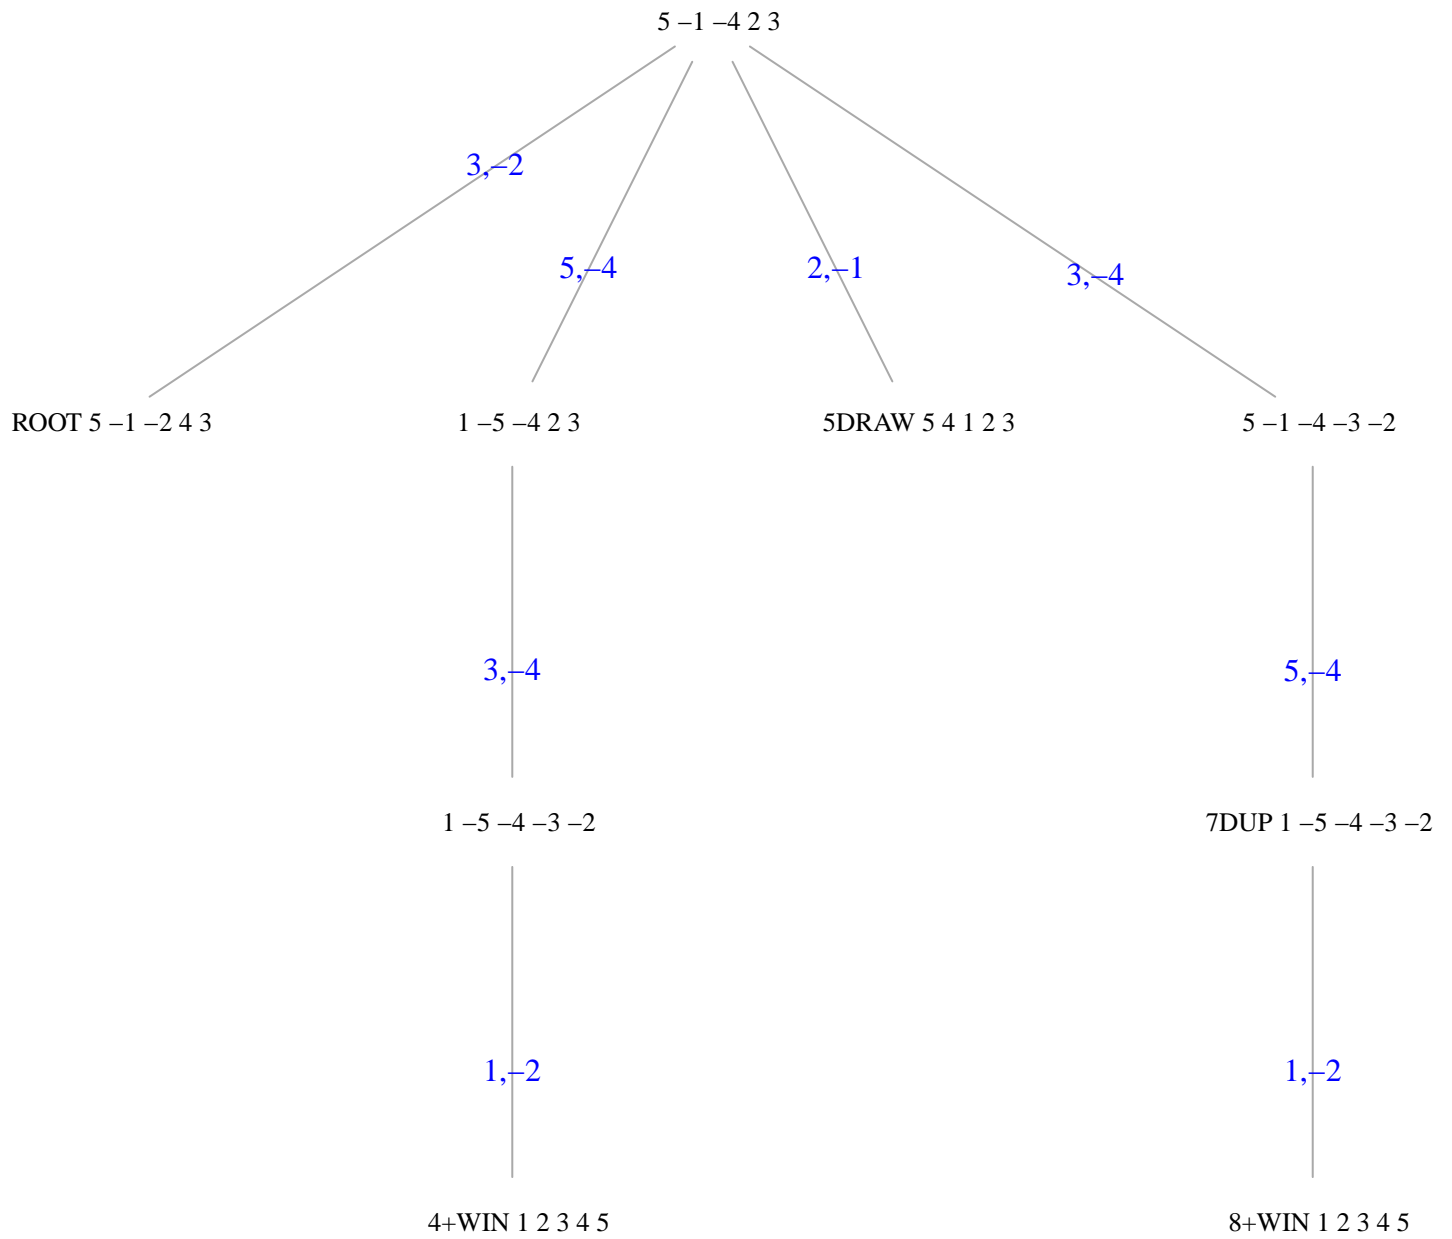 5 –1 –4 2 3
3,–2
5,–4
2,–1
3,–4
ROOT 5 –1 –2 4 3
1 –5 –4 2 3
5DRAW 5 4 1 2 3
5 –1 –4 –3 –2
3,–4
5,–4
1 –5 –4 –3 –2
7DUP 1 –5 –4 –3 –2
1,–2
1,–2
4+WIN 1 2 3 4 5
8+WIN 1 2 3 4 5